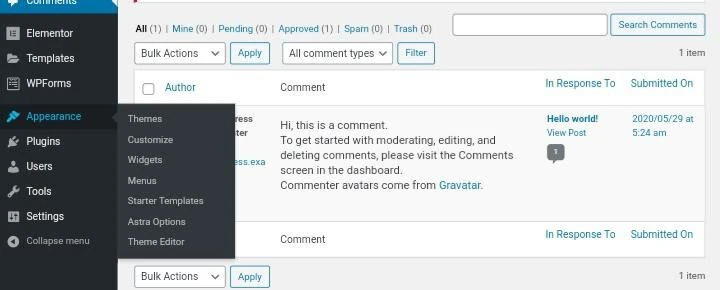 Comments
All (1) | Mine (0) | Pending (0) | Approved (1) | Spam (0) | Trash (0)
Search Comments
Elementor
Templates
WPForms
Appearance
Plugins
Users
Tools
Settings
Collapse menu
Themes
Customize
Widgets
Menus
Starter Templates
Astra Options
Theme Editor
Bulk Actions
Apply
All comment types
Filter
1 item
Author
Comment
In Response To
Submitted On
ress
ter
ess.exa
Hi, this is a comment.
To get started with moderating, editing, and
deleting comments, please visit the Comments
screen in the dashboard.
Commenter avatars come from Gravatar.
Hello world!
View Post
1
2020/05/29 at
5:24 am
Comment
In Response To
Submitted On
Bulk Actions
Apply
1 item